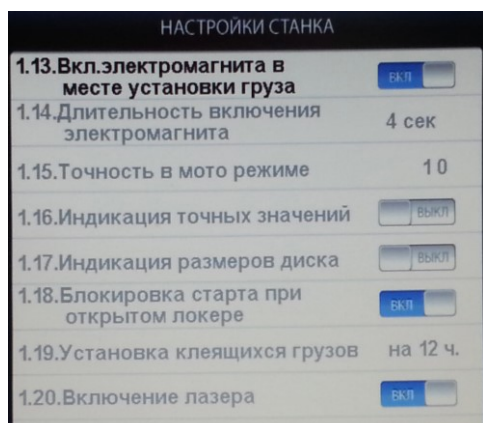 НАСТРОЙКИ СТАНКА
1.13.Вкл.электромагнита в
месте установки груза
ВКЛ
1.14.Длительность включения
электромагнита
4 сек
1.15.Точность в мото режиме
10
1.16.Индикация точных значений
ВЫКЛ
1.17.Индикация размеров диска
ВЫКЛ
1.18.Блокировка старта при
открытом локере
ВКЛ
1.19.Установка клеящихся грузов
на 12 ч.
1.20.Включение лазера
ВКЛ